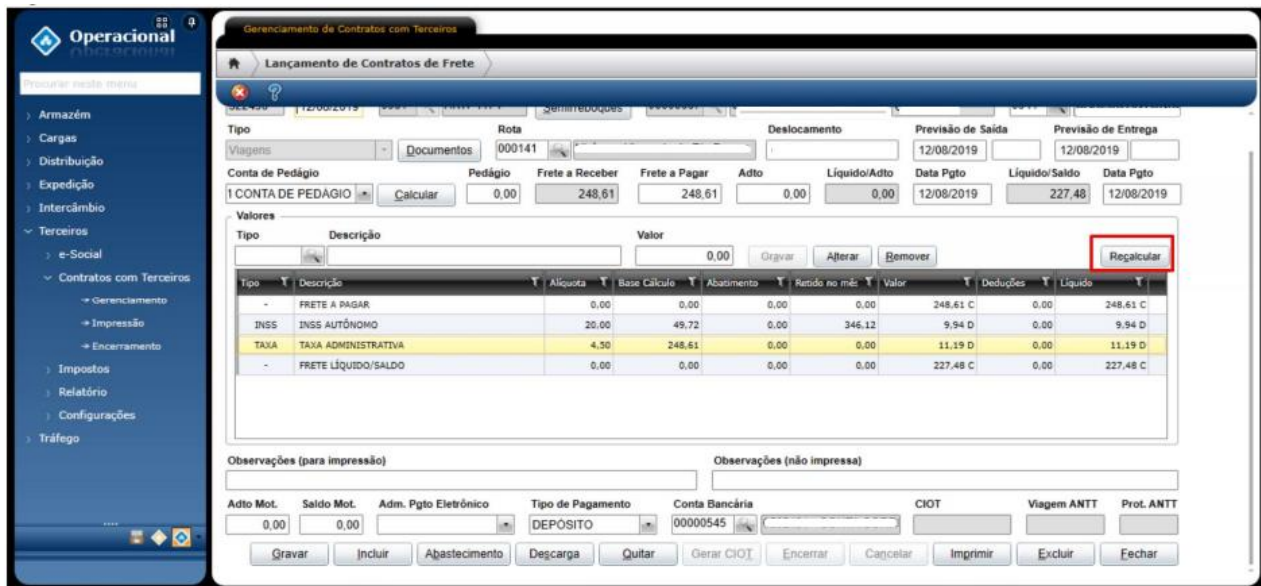 Operacional
Gerenciamento de Contratos com Terceiros
Lançamento de Contratos de Frete
Procurar neste menu
Armazém
Cargas
Distribuição
Expedição
Intercâmbio
Terceiros
e-Social
Contratos com Terceiros
Gerenciamento
Impressão
Encerramento
Impostos
Relatório
Configurações
Tráfego
12/08/2019 Semirreboques
Tipo Rota Deslocamento Previsão de Saída Previsão de Entrega
Viagens Documentos 000141 12/08/2019 12/08/2019
Conta de Pedágio Pedágio Frete a Receber Frete a Pagar Adto Líquido/Adto Data Pgto Líquido/Saldo Data Pgto
1 CONTA DE PEDÁGIO Calcular 0,00 248,61 248,61 0,00 0,00 12/08/2019 227,48 12/08/2019
Valores
Tipo Descrição Valor
0,00 Gravar Alterar Remover Recalcular
Tipo Descrição Alíquota Base Cálculo Abatimento Retido no mês Valor Deduções Líquido
- FRETE A PAGAR 0,00 0,00 0,00 0,00 248,61 C 0,00 248,61 C
INSS INSS AUTÔNOMO 20,00 49,72 0,00 346,12 9,94 D 0,00 9,94 D
TAXA TAXA ADMINISTRATIVA 4,50 248,61 0,00 0,00 11,19 D 0,00 11,19 D
- FRETE LÍQUIDO/SALDO 0,00 0,00 0,00 0,00 227,48 C 0,00 227,48 C
Observações (para impressão) Observações (não impressa)
Adto Mot. Saldo Mot. Adm. Pgto Eletrônico Tipo de Pagamento Conta Bancária CIOT Viagem ANTT Prot. ANTT
0,00 0,00 DEPÓSITO 00000545
Gravar Incluir Abastecimento Descarga Quitar Gerar CIOT Encerrar Cancelar Imprimir Excluir Fechar